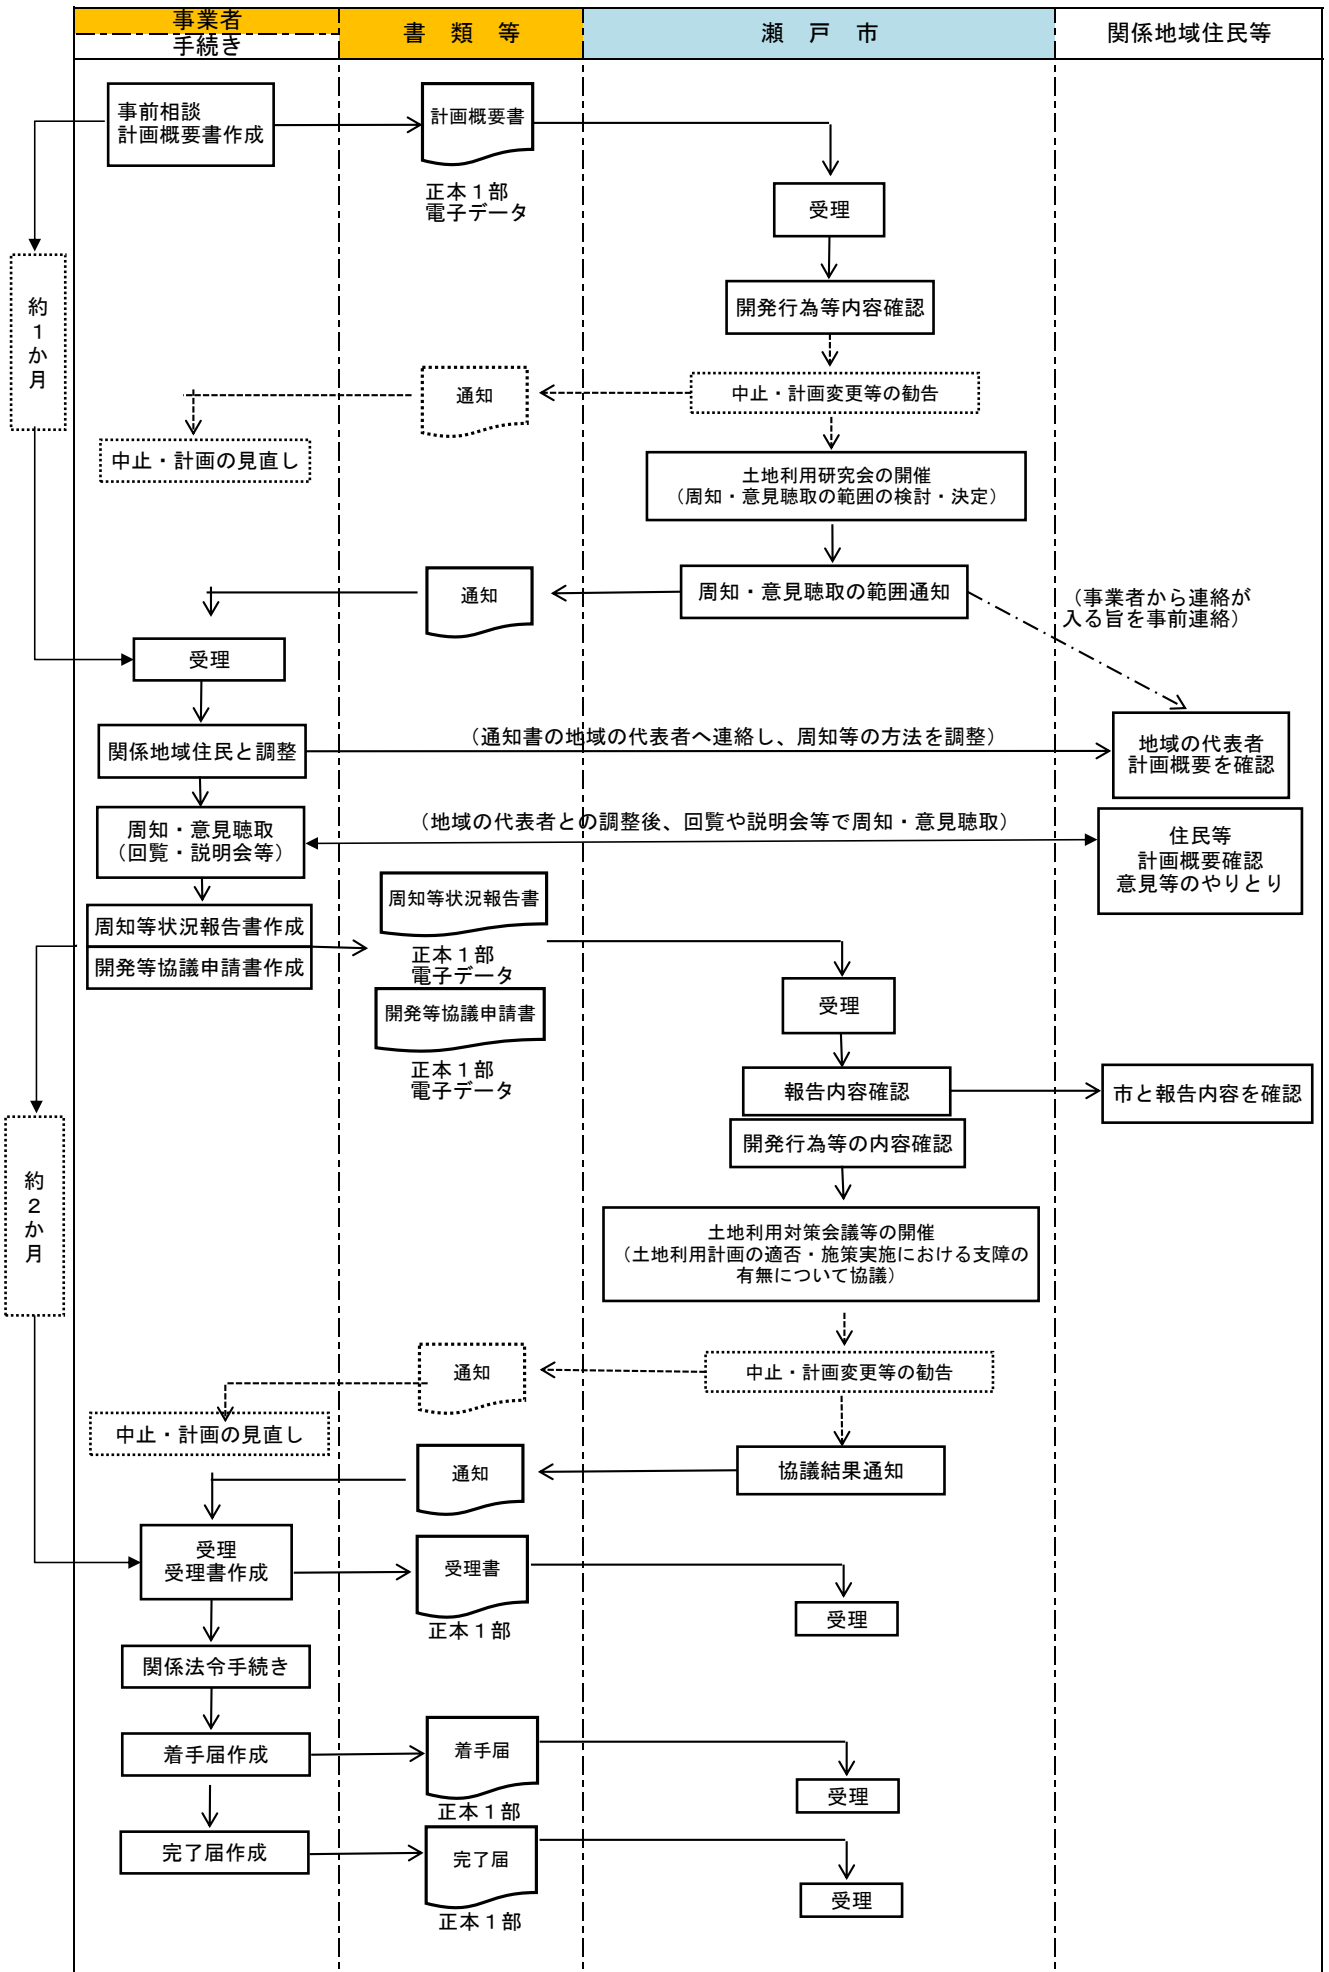 事業者
手続き
書　類　等
瀬　戸　市
関係地域住民等
事前相談
計画概要書作成
計画概要書
正本１部
電子データ
受理
開発行為等内容確認
約１か月
中止・計画変更等の勧告
通知
中止・計画の見直し
土地利用研究会の開催
（周知・意見聴取の範囲の検討・決定）
周知・意見聴取の範囲通知
通知
（事業者から連絡が
入る旨を事前連絡）
受理
関係地域住民と調整
（通知書の地域の代表者へ連絡し、周知等の方法を調整）
地域の代表者
計画概要を確認
周知・意見聴取
（回覧・説明会等）
（地域の代表者との調整後、回覧や説明会等で周知・意見聴取）
住民等
計画概要確認
意見等のやりとり
周知等状況報告書作成
開発等協議申請書作成
周知等状況報告書
正本１部
電子データ
開発等協議申請書
正本１部
電子データ
受理
報告内容確認
市と報告内容を確認
開発行為等の内容確認
約２か月
土地利用対策会議等の開催
（土地利用計画の適否・施策実施における支障の
有無について協議）
中止・計画変更等の勧告
通知
中止・計画の見直し
協議結果通知
通知
受理
受理書作成
受理書
正本１部
受理
関係法令手続き
着手届作成
着手届
正本１部
受理
完了届作成
完了届
正本１部
受理